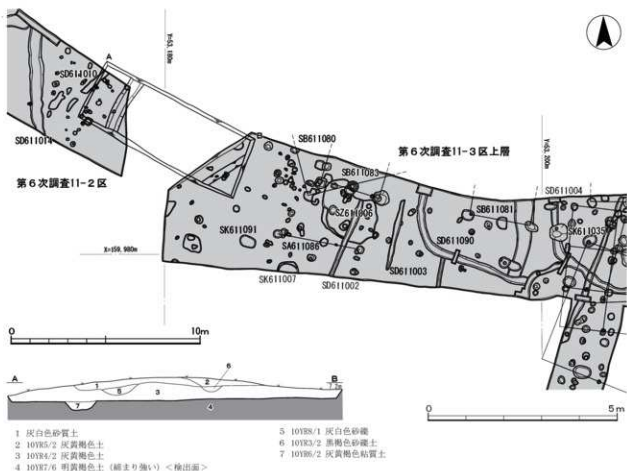 A
Y=53,180m
SD611010
SD611014
第6次調査11-2区
SB611080
SB611083
第6次調査11-3区上層
Y=53,200m
SD611004
SB611081
SZ611006
SK611035
SK611091
SA611086
SD611090
X=159,980m
SK611007
SD611002
SD611003
0 10m
A B
1 2 3 4 5 6 7
0 5m
1 灰白色砂質土
2 10YR5/2 灰黄褐色土
3 10YR4/2 灰黄褐色土
4 10YR7/6 明黄褐色土（締まり強い）＜検出面＞
5 10YR8/1 灰白色砂礫
6 10YR3/2 黒褐色砂礫土
7 10YR6/2 灰黄褐色粘質土